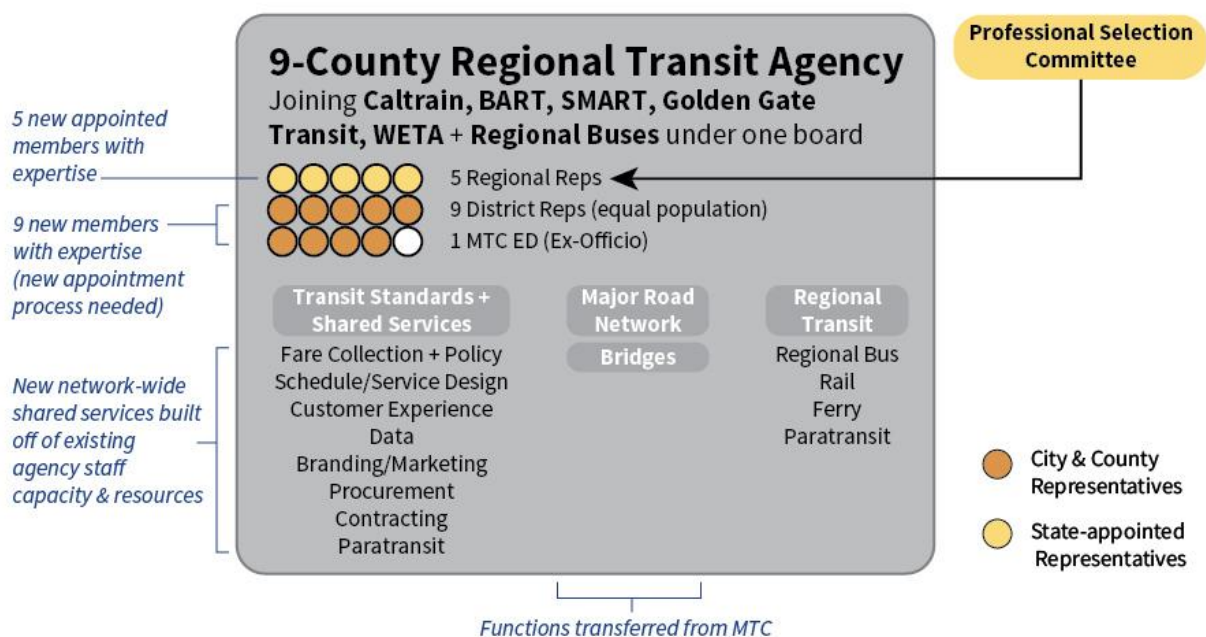 Professional Selection
Committee
9-County Regional Transit Agency
Joining Caltrain, BART, SMART, Golden Gate
Transit, WETA + Regional Buses under one board
5 new appointed
members with
expertise
5 Regional Reps
9 District Reps (equal population)
1 MTC ED (Ex-Officio)
9 new members
with expertise
(new appointment
process needed)
Transit Standards +
Shared Services
Fare Collection + Policy
Schedule/Service Design
Customer Experience
Data
Branding/Marketing
Procurement
Contracting
Paratransit
Major Road
Network
Bridges
Regional
Transit
Regional Bus
Rail
Ferry
Paratransit
New network-wide
shared services built
off of existing
agency staff
capacity & resources
City & County
Representatives
State-appointed
Representatives
Functions transferred from MTC